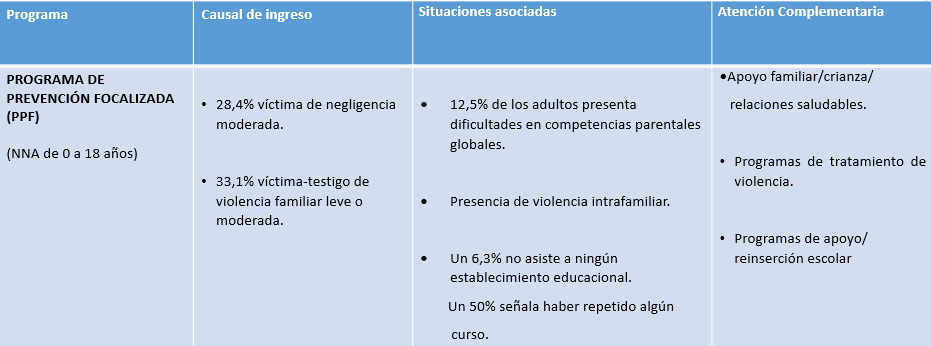 Programa
Causal de ingreso
Situaciones asociadas
Atención Complementaria
PROGRAMA DE
PREVENCIÓN FOCALIZADA
(PPF)
(NNA de 0 a 18 años)
• 28,4% víctima de negligencia
moderada.
• 33,1% víctima-testigo de
violencia familiar leve o
moderada.
• 12,5% de los adultos presenta
dificultades en competencias parentales
globales.
• Presencia de violencia intrafamiliar.
• Un 6,3% no asiste a ningún
establecimiento educacional.
Un 50% señala haber repetido algún
curso.
•Apoyo familiar/crianza/
relaciones saludables.
• Programas de tratamiento de
violencia.
• Programas de apoyo/
reinserción escolar